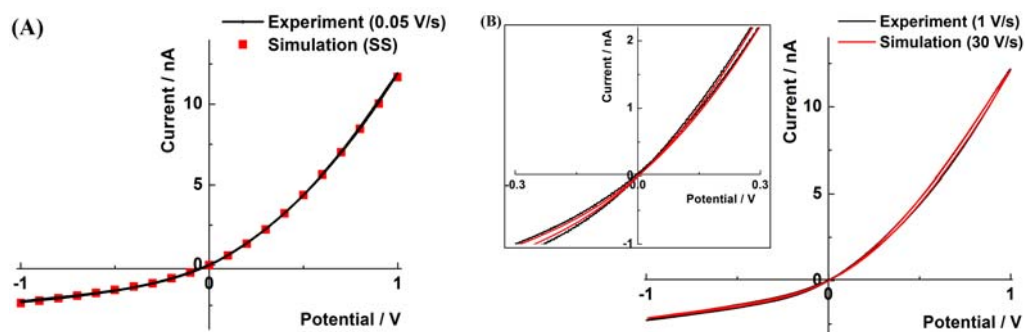 (A)
Experiment (0.05 V/s)
Simulation (SS)
Current / nA
10
5
0
-1
0
1
Potential / V
(B)
2
1
0
-1
-0.3
0.0
0.3
Current / nA
Potential / V
Experiment (1 V/s)
Simulation (30 V/s)
Current / nA
10
5
0
-1
0
1
Potential / V